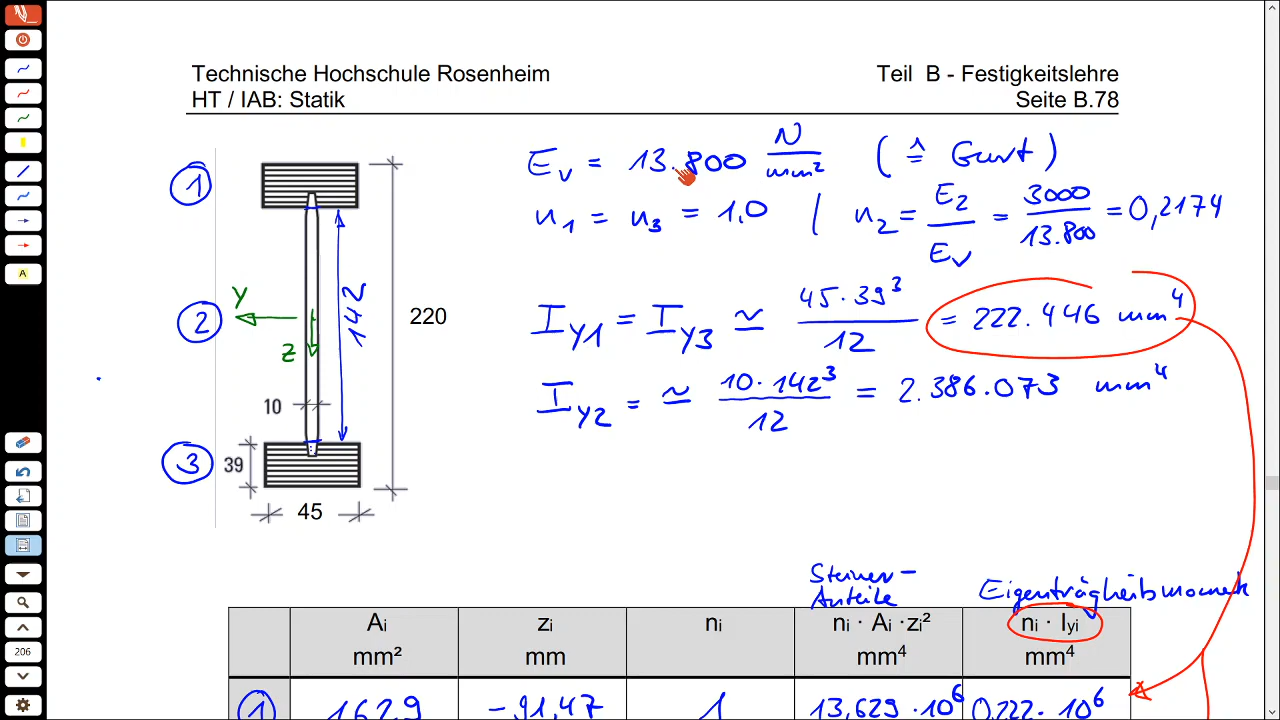 Technische Hochschule Rosenheim
Teil B - Festigkeitslehre
HT / IAB: Statik
Seite B.78
1
2
3
y
z
142
220
10
39
45
Ev = 13.800 N/mm² (≙ Gurt)
n1 = n3 = 1,0 | n2 = E2/Ev = 3000/13.800 = 0,2174
Iy1 = Iy3 ≃ 45·39³/12 = 222.446 mm⁴
Iy2 = ≃ 10·142³/12 = 2.386.073 mm⁴
Steiner-
Anteile
Eigenträgheitsmoment
Ai
mm²
zi
mm
ni
ni · Ai · zi²
mm⁴
ni · Iyi
mm⁴
1 1629 -91,47 1 13,629 · 10⁶ 0,222 · 10⁶
A
206